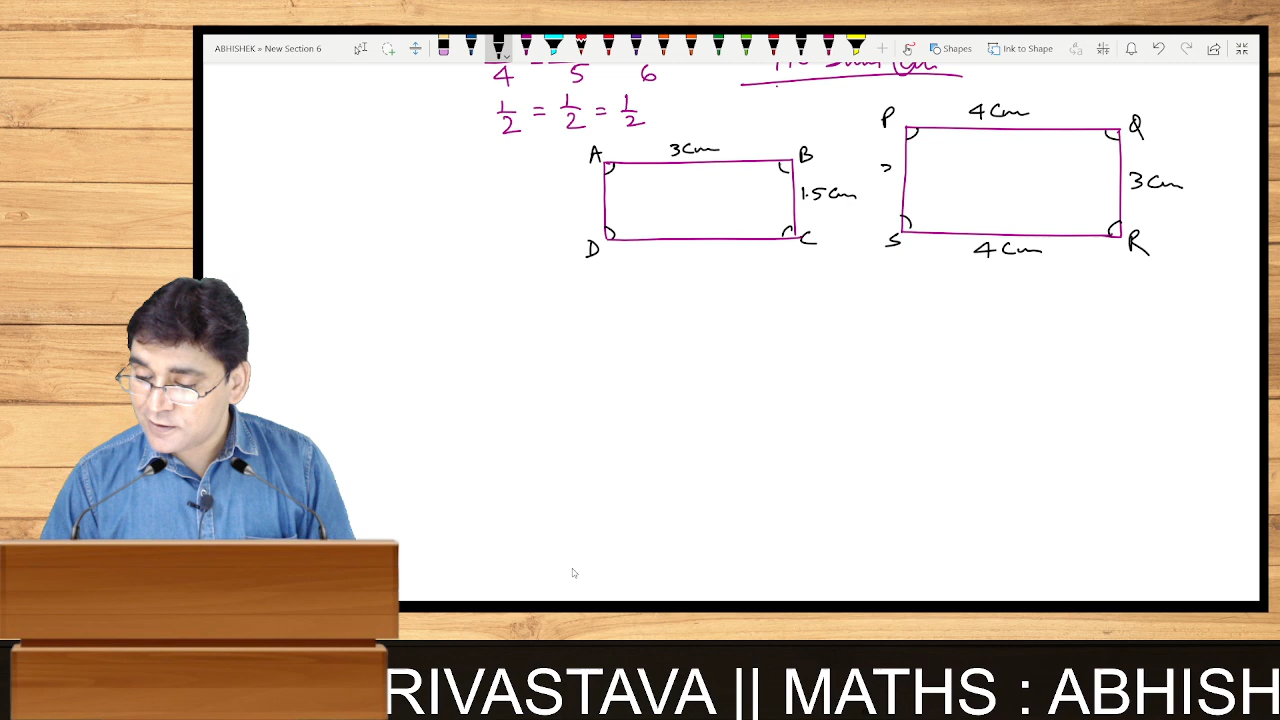 ABHISHEK » New Section 6
Shapes
Ink to Shape
4 5 6
1/2 = 1/2 = 1/2
A 3cm B
1.5cm
D C
P 4cm Q
3cm
S 4cm R
RIVASTAVA || MATHS : ABHISH